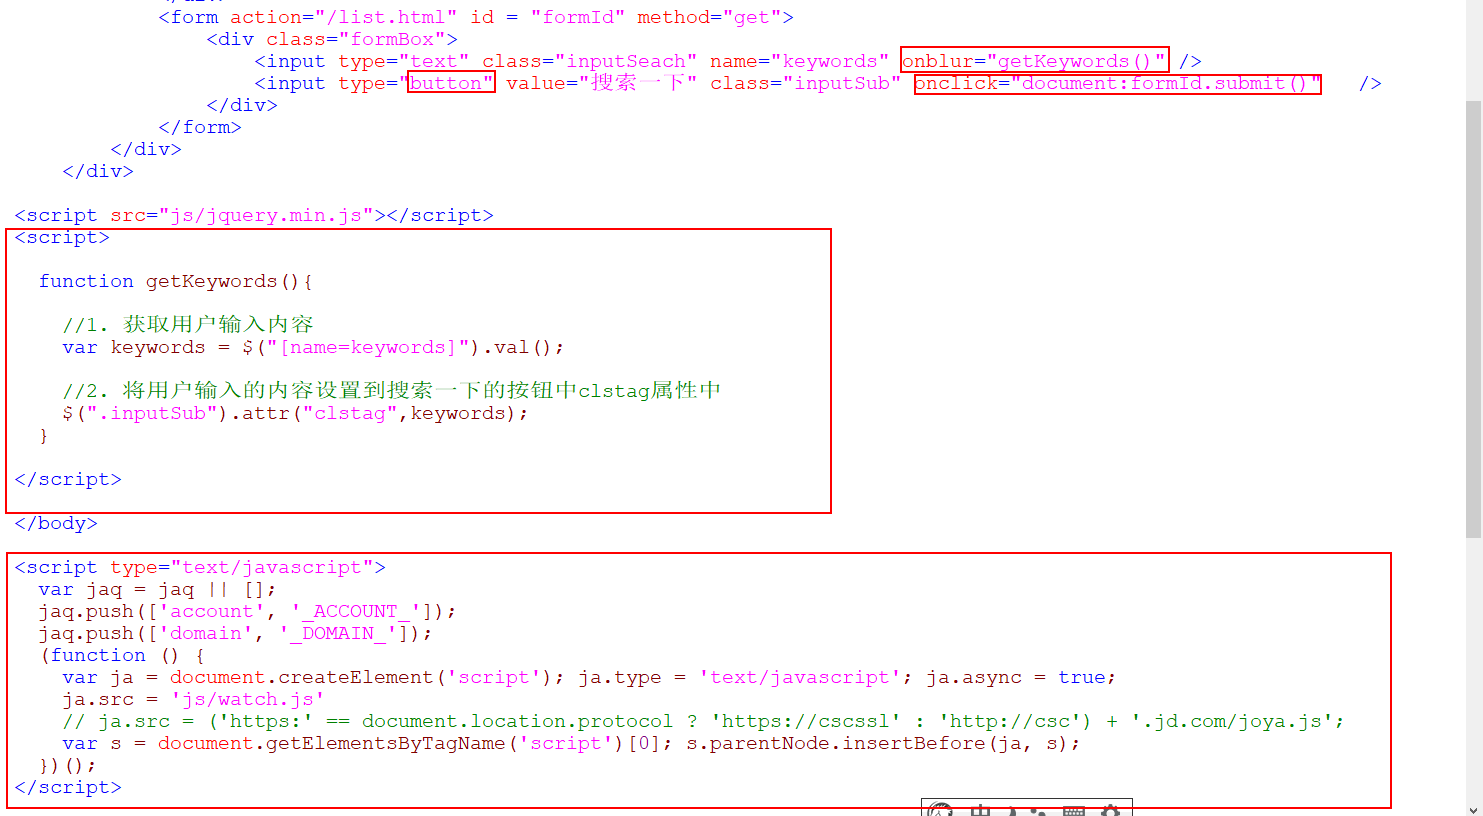 <form action="/list.html" id = "formId" method="get">
<div class="formBox">
<input type="text" class="inputSeach" name="keywords" onblur="getKeywords()" />
<input type="button" value="搜索一下" class="inputSub" onclick="document:formId.submit()" />
</div>
</form>
</div>
</div>
<script src="js/jquery.min.js"></script>
<script>
function getKeywords(){
//1. 获取用户输入内容
var keywords = $("[name=keywords]").val();
//2. 将用户输入的内容设置到搜索一下的按钮中clstag属性中
$(".inputSub").attr("clstag",keywords);
}
</script>
</body>
<script type="text/javascript">
var jaq = jaq || [];
jaq.push(['account', '_ACCOUNT_']);
jaq.push(['domain', '_DOMAIN_']);
(function () {
var ja = document.createElement('script'); ja.type = 'text/javascript'; ja.async = true;
ja.src = 'js/watch.js'
// ja.src = ('https:' == document.location.protocol ? 'https://cscssl' : 'http://csc') + '.jd.com/joya.js';
var s = document.getElementsByTagName('script')[0]; s.parentNode.insertBefore(ja, s);
})();
</script>